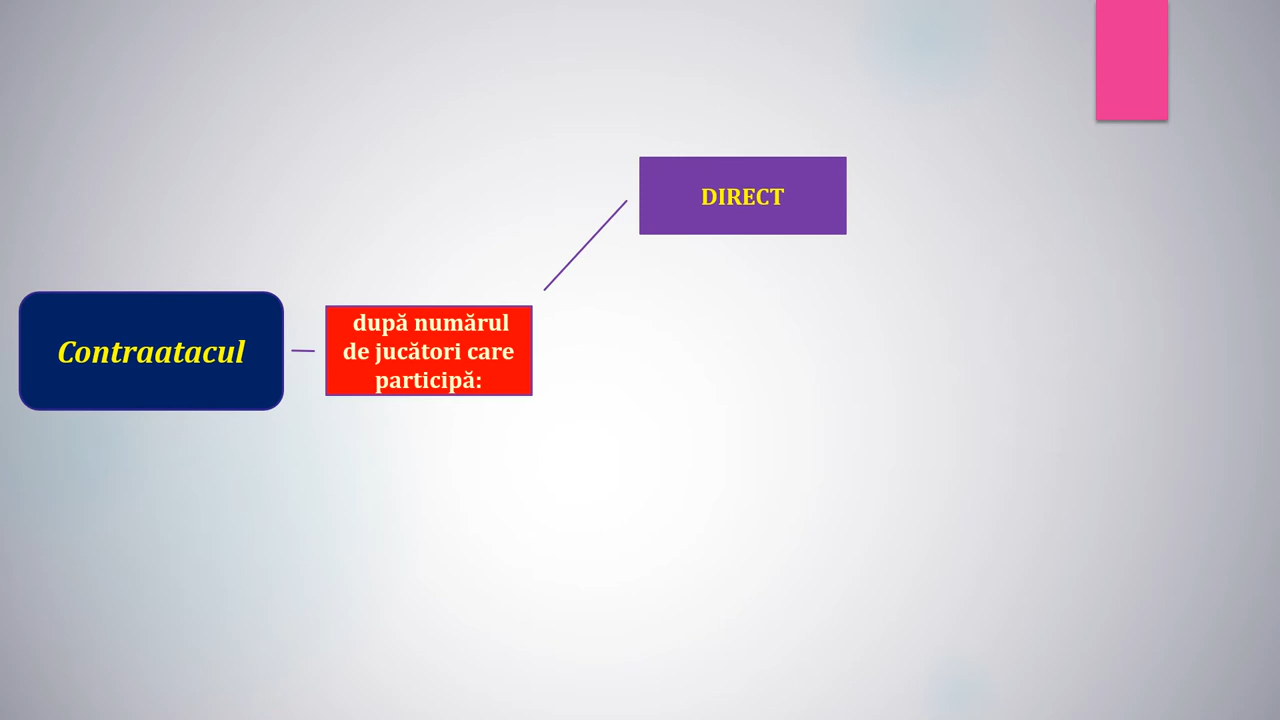 DIRECT
Contraatacul
după numărul
de jucători care
participă: